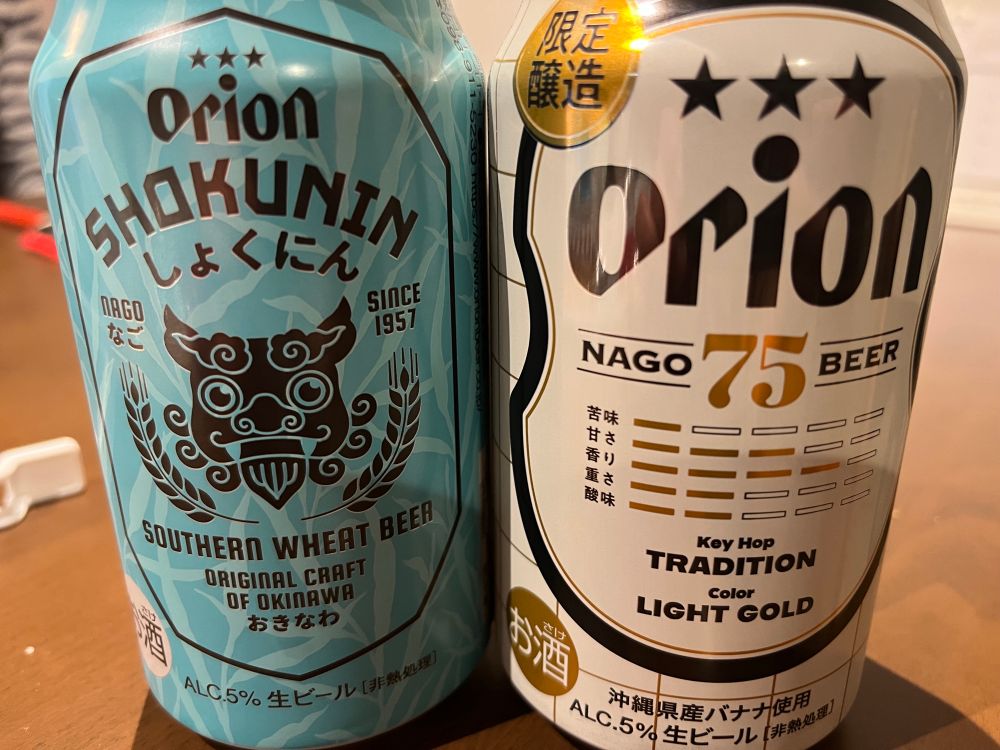 ★★★
orion
SHOKUNIN
しょくにん
NAGO
なご
SINCE
1957
SOUTHERN WHEAT BEER
ORIGINAL CRAFT
OF OKINAWA
おきなわ
さけ
お酒
ALC.5% 生ビール [非熱処理]
限定
醸造
★★★
orion
NAGO 75 BEER
苦味
甘さ
香り
重さ
酸味
Key Hop
TRADITION
Color
LIGHT GOLD
さけ
お酒
沖縄県産バナナ使用
ALC.5% 生ビール [非熱処理]